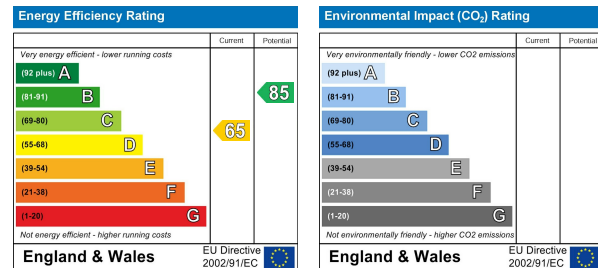 Energy Efficiency Rating
Current Potential
Very energy efficient - lower running costs
(92 plus) A
(81-91) B
(69-80) C
(55-68) D
(39-54) E
(21-38) F
(1-20) G
65
85
Not energy efficient - higher running costs
England & Wales
EU Directive
2002/91/EC
Environmental Impact (CO₂) Rating
Current Potential
Very environmentally friendly - lower CO2 emissions
(92 plus) A
(81-91) B
(69-80) C
(55-68) D
(39-54) E
(21-38) F
(1-20) G
Not environmentally friendly - higher CO2 emissions
England & Wales
EU Directive
2002/91/EC